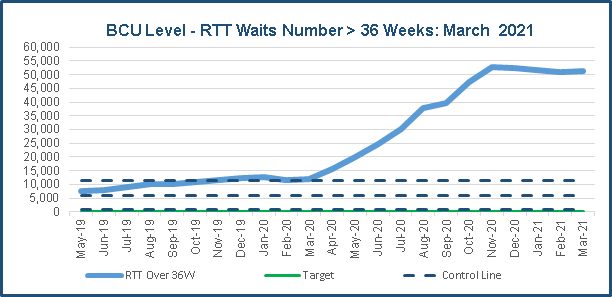 BCU Level - RTT Waits Number > 36 Weeks: March 2021
60,000
55,000
50,000
45,000
40,000
35,000
30,000
25,000
20,000
15,000
10,000
5,000
0
May-19
Jun-19
Jul-19
Aug-19
Sep-19
Oct-19
Nov-19
Dec-19
Jan-20
Feb-20
Mar-20
Apr-20
May-20
Jun-20
Jul-20
Aug-20
Sep-20
Oct-20
Nov-20
Dec-20
Jan-21
Feb-21
Mar-21
RTT Over 36W
Target
Control Line